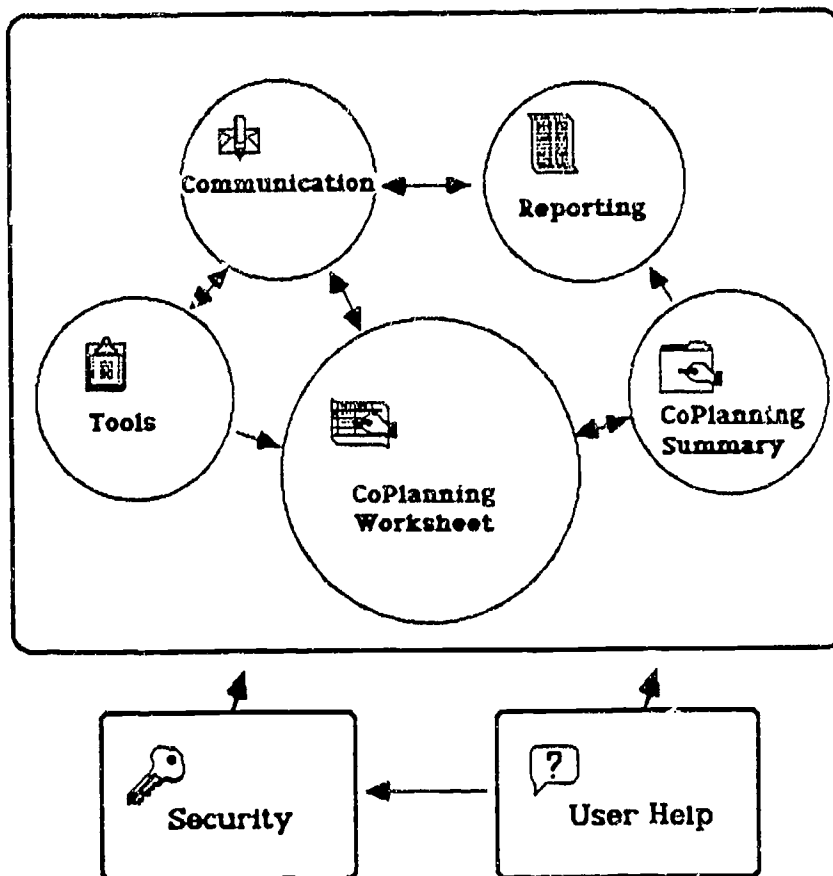 Communication
Reporting
Tools
CoPlanning
Summary
CoPlanning
Worksheet
?
Security
User Help